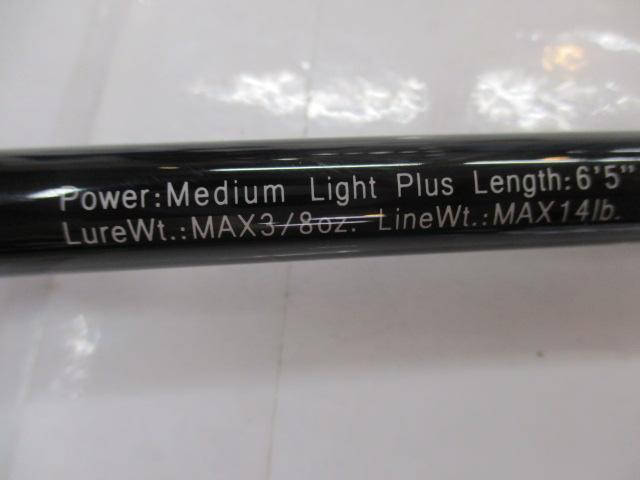 Power:Medium Light Plus Length:6'5"
LureWt.:MAX3/8oz. LineWt.:MAX14lb.